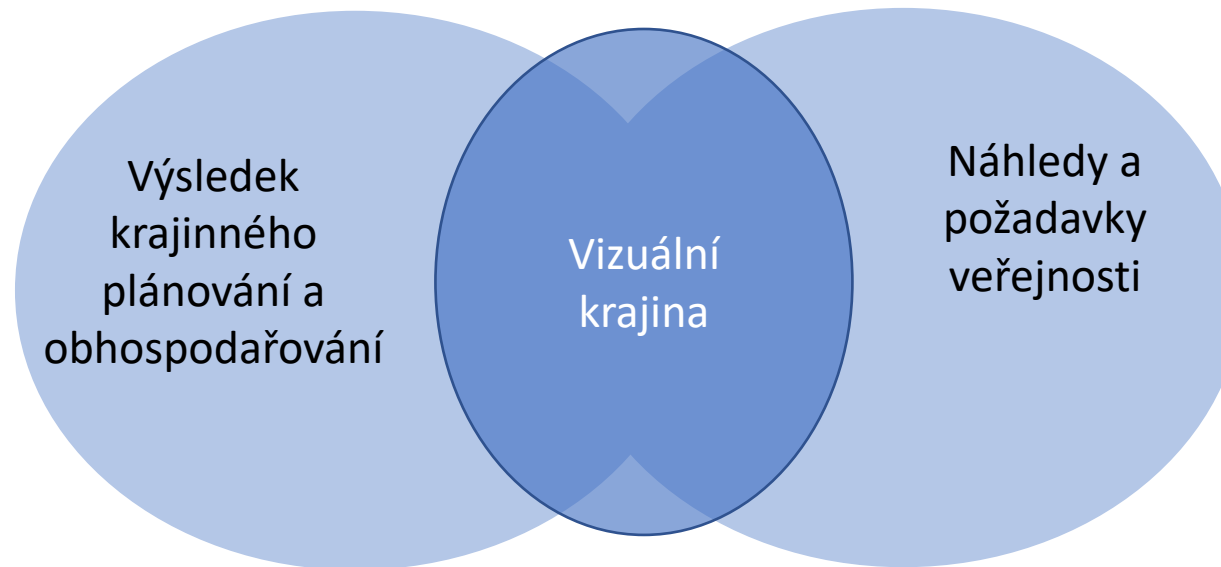 Výsledek
krajinného
plánování a
obhospodařování
Vizuální
krajina
Náhledy a
požadavky
veřejnosti